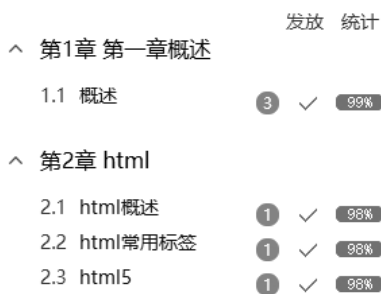 发放 统计
第1章 第一章概述
1.1 概述 3 99%
第2章 html
2.1 html概述 1 98%
2.2 html常用标签 1 98%
2.3 html5 1 98%